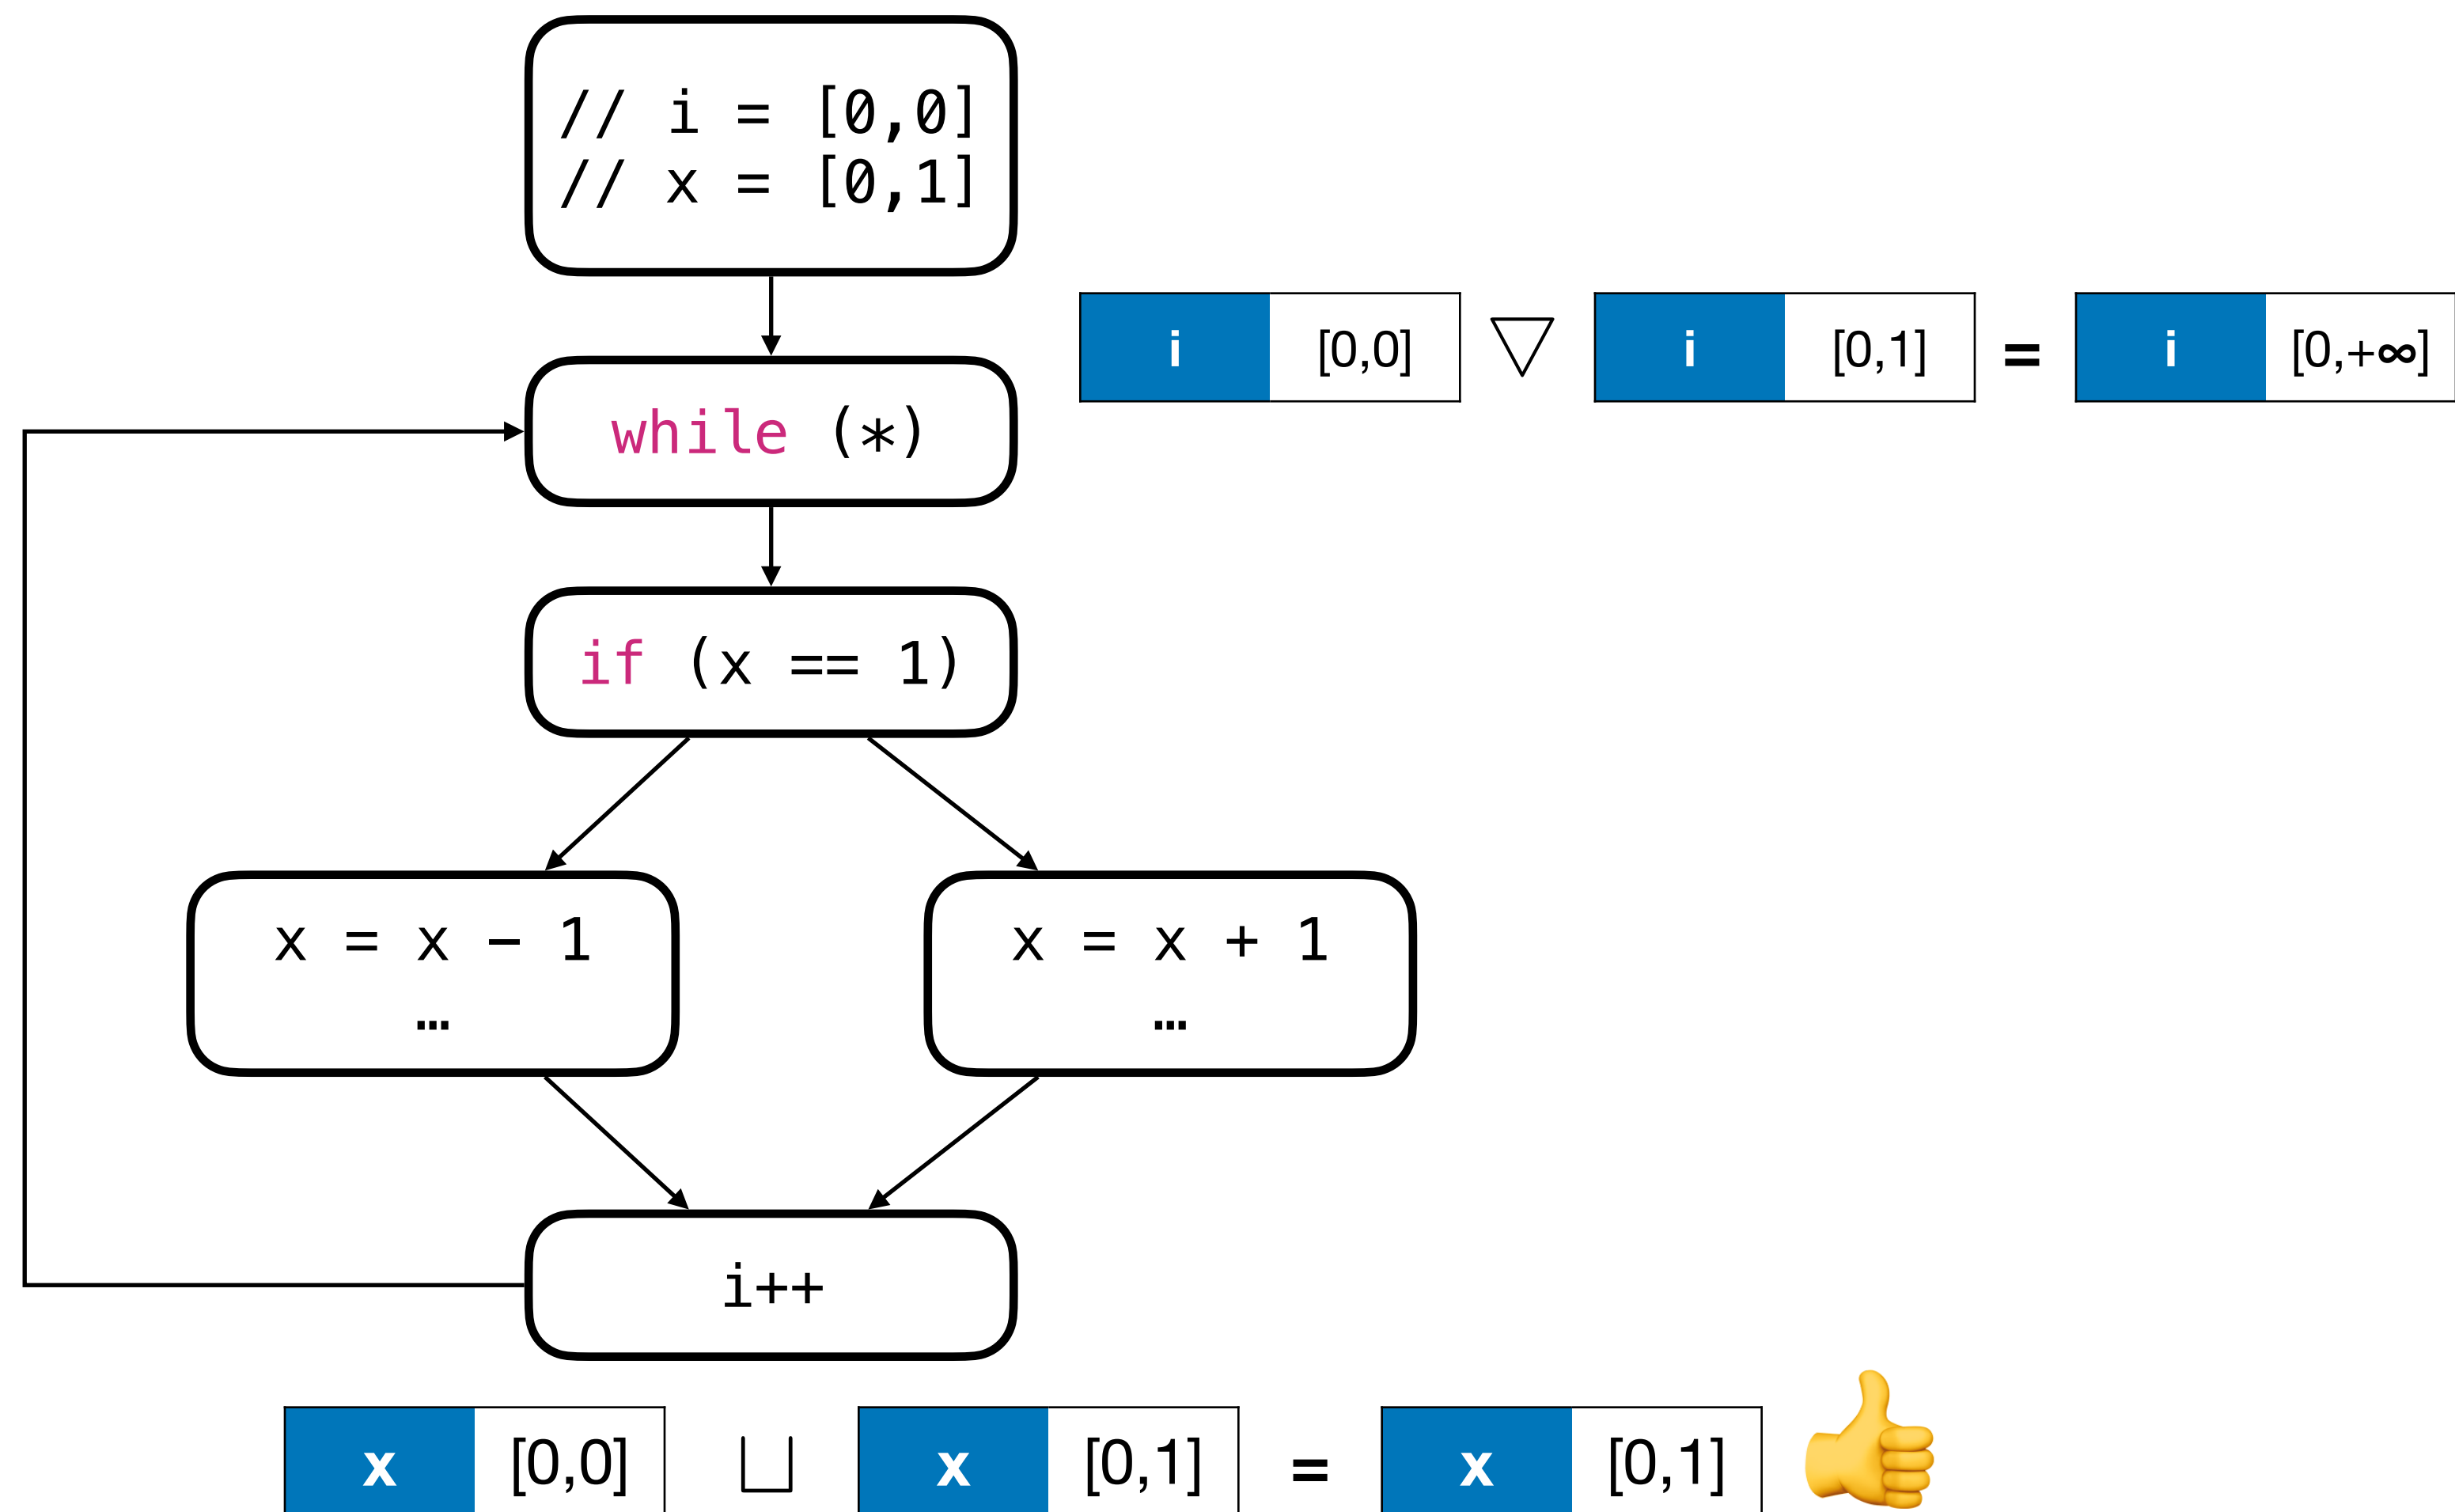 // i = [0,0]
// x = [0,1]
i [0,0] ▽ i [0,1] = i [0,+∞]
while (*)
if (x == 1)
x = x − 1
…
x = x + 1
…
i++
x [0,0] ⊔ x [0,1] = x [0,1]